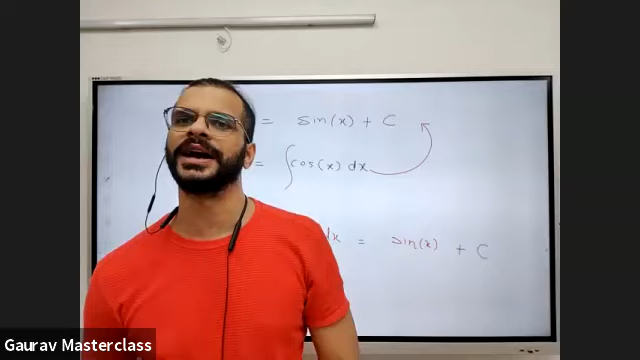 = sin(x) + C
= ∫cos(x) dx
dx = sin(x) + C
Gaurav Masterclass